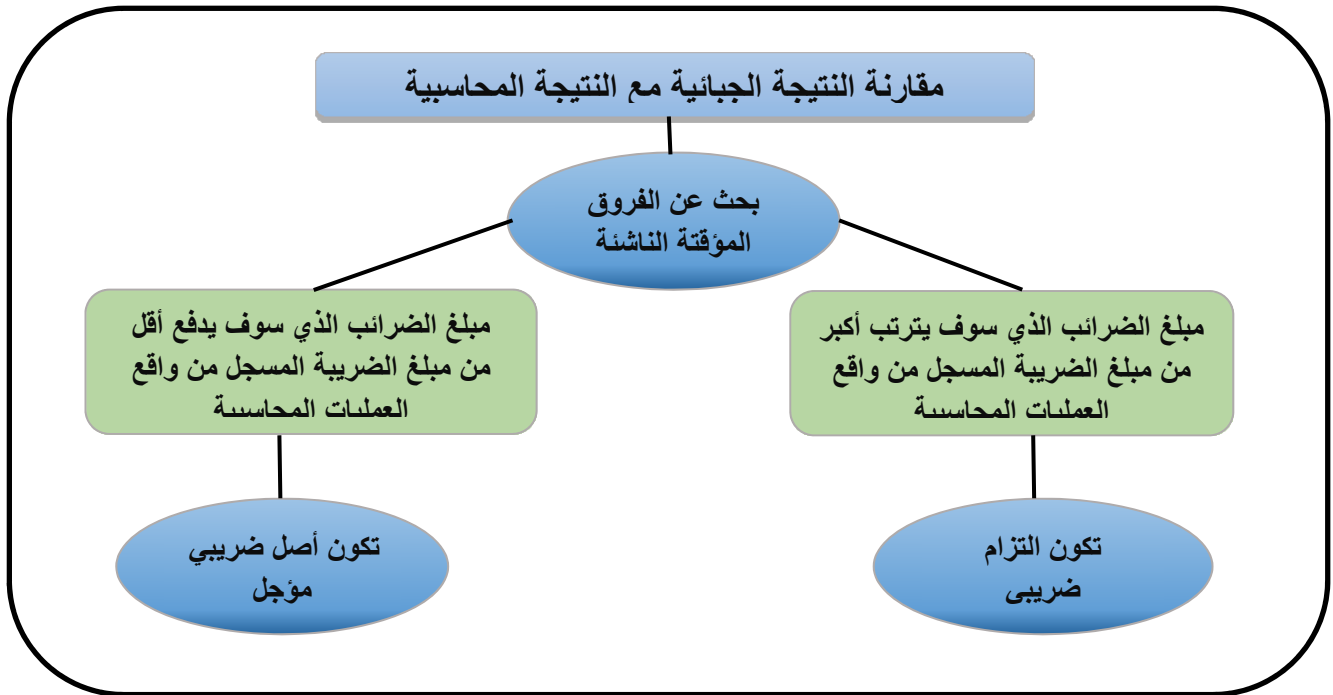 مقارنة النتيجة الجبائية مع النتيجة المحاسبية
بحث عن الفروق
المؤقتة الناشئة
مبلغ الضرائب الذي سوف يترتب أكبر
من مبلغ الضريبة المسجل من واقع
العمليات المحاسبية
مبلغ الضرائب الذي سوف يدفع أقل
من مبلغ الضريبة المسجل من واقع
العمليات المحاسبية
تكون التزام
ضريبي
تكون أصل ضريبي
مؤجل